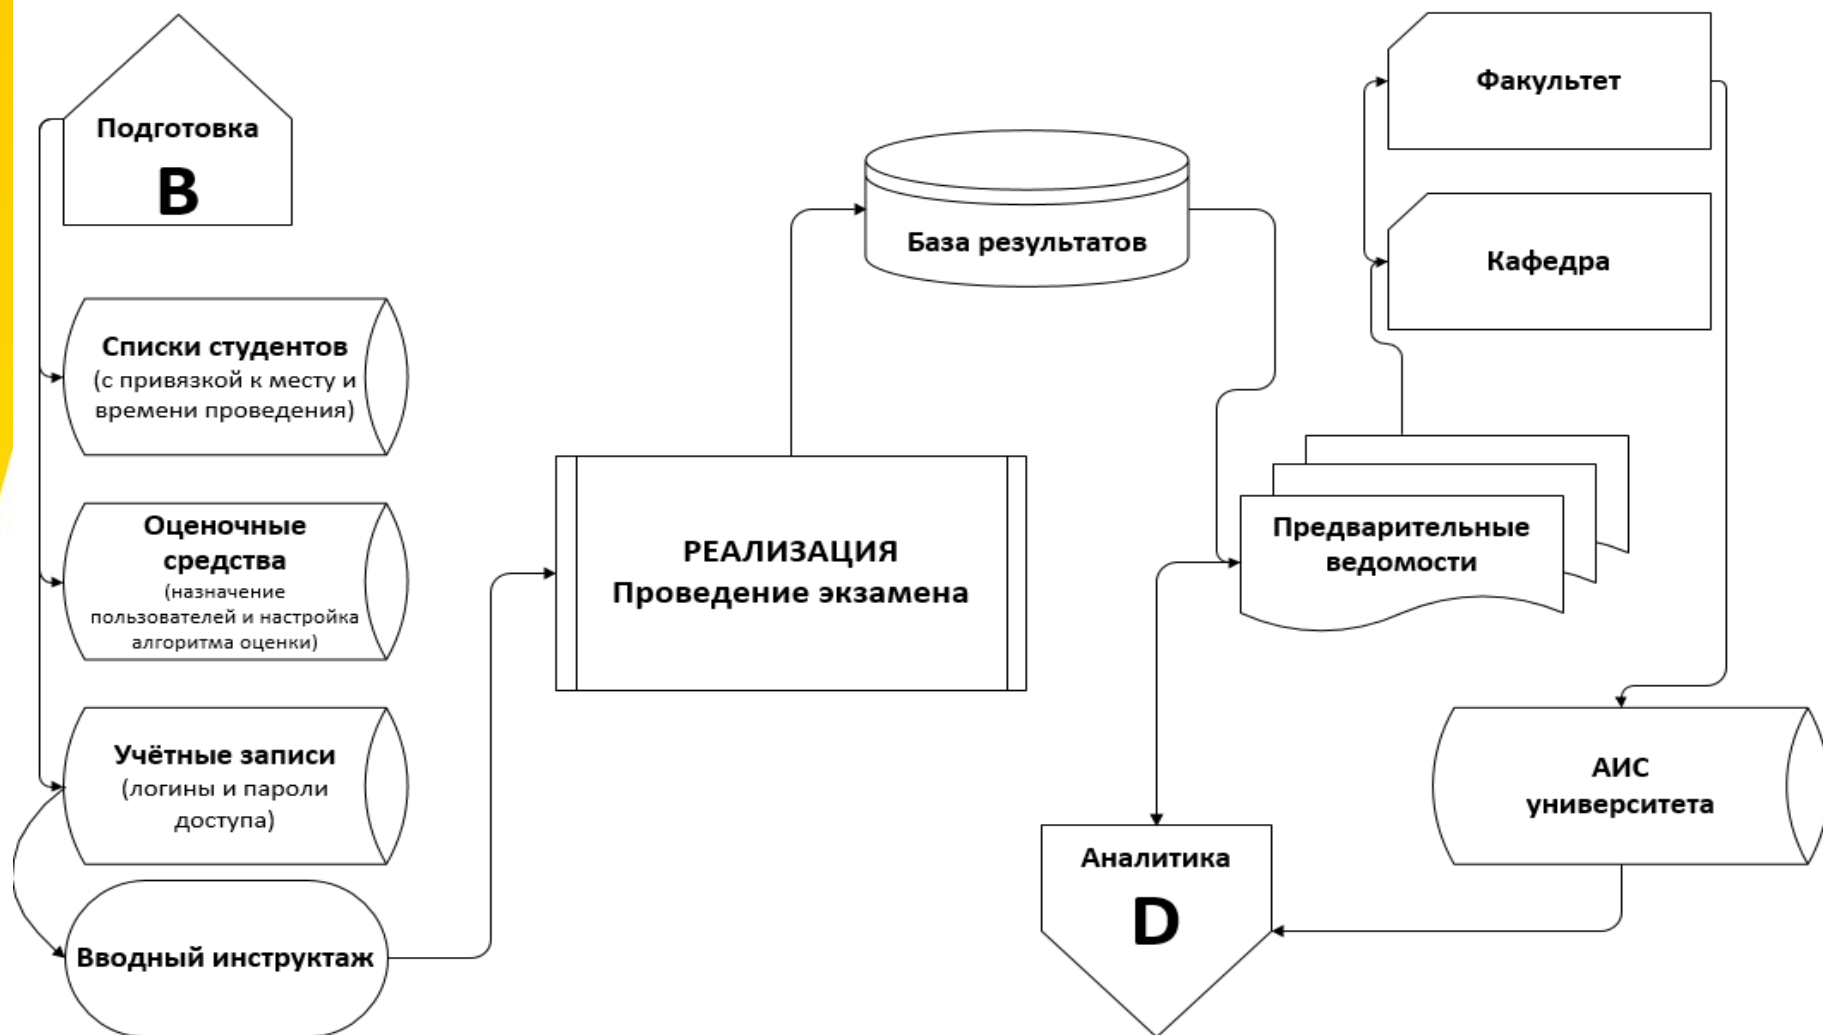 Подготовка
B
Списки студентов
(с привязкой к месту и
времени проведения)
Оценочные
средства
(назначение
пользователей и настройка
алгоритма оценки)
Учётные записи
(логины и пароли
доступа)
Вводный инструктаж
РЕАЛИЗАЦИЯ
Проведение экзамена
База результатов
Факультет
Кафедра
Предварительные
ведомости
АИС
университета
Аналитика
D